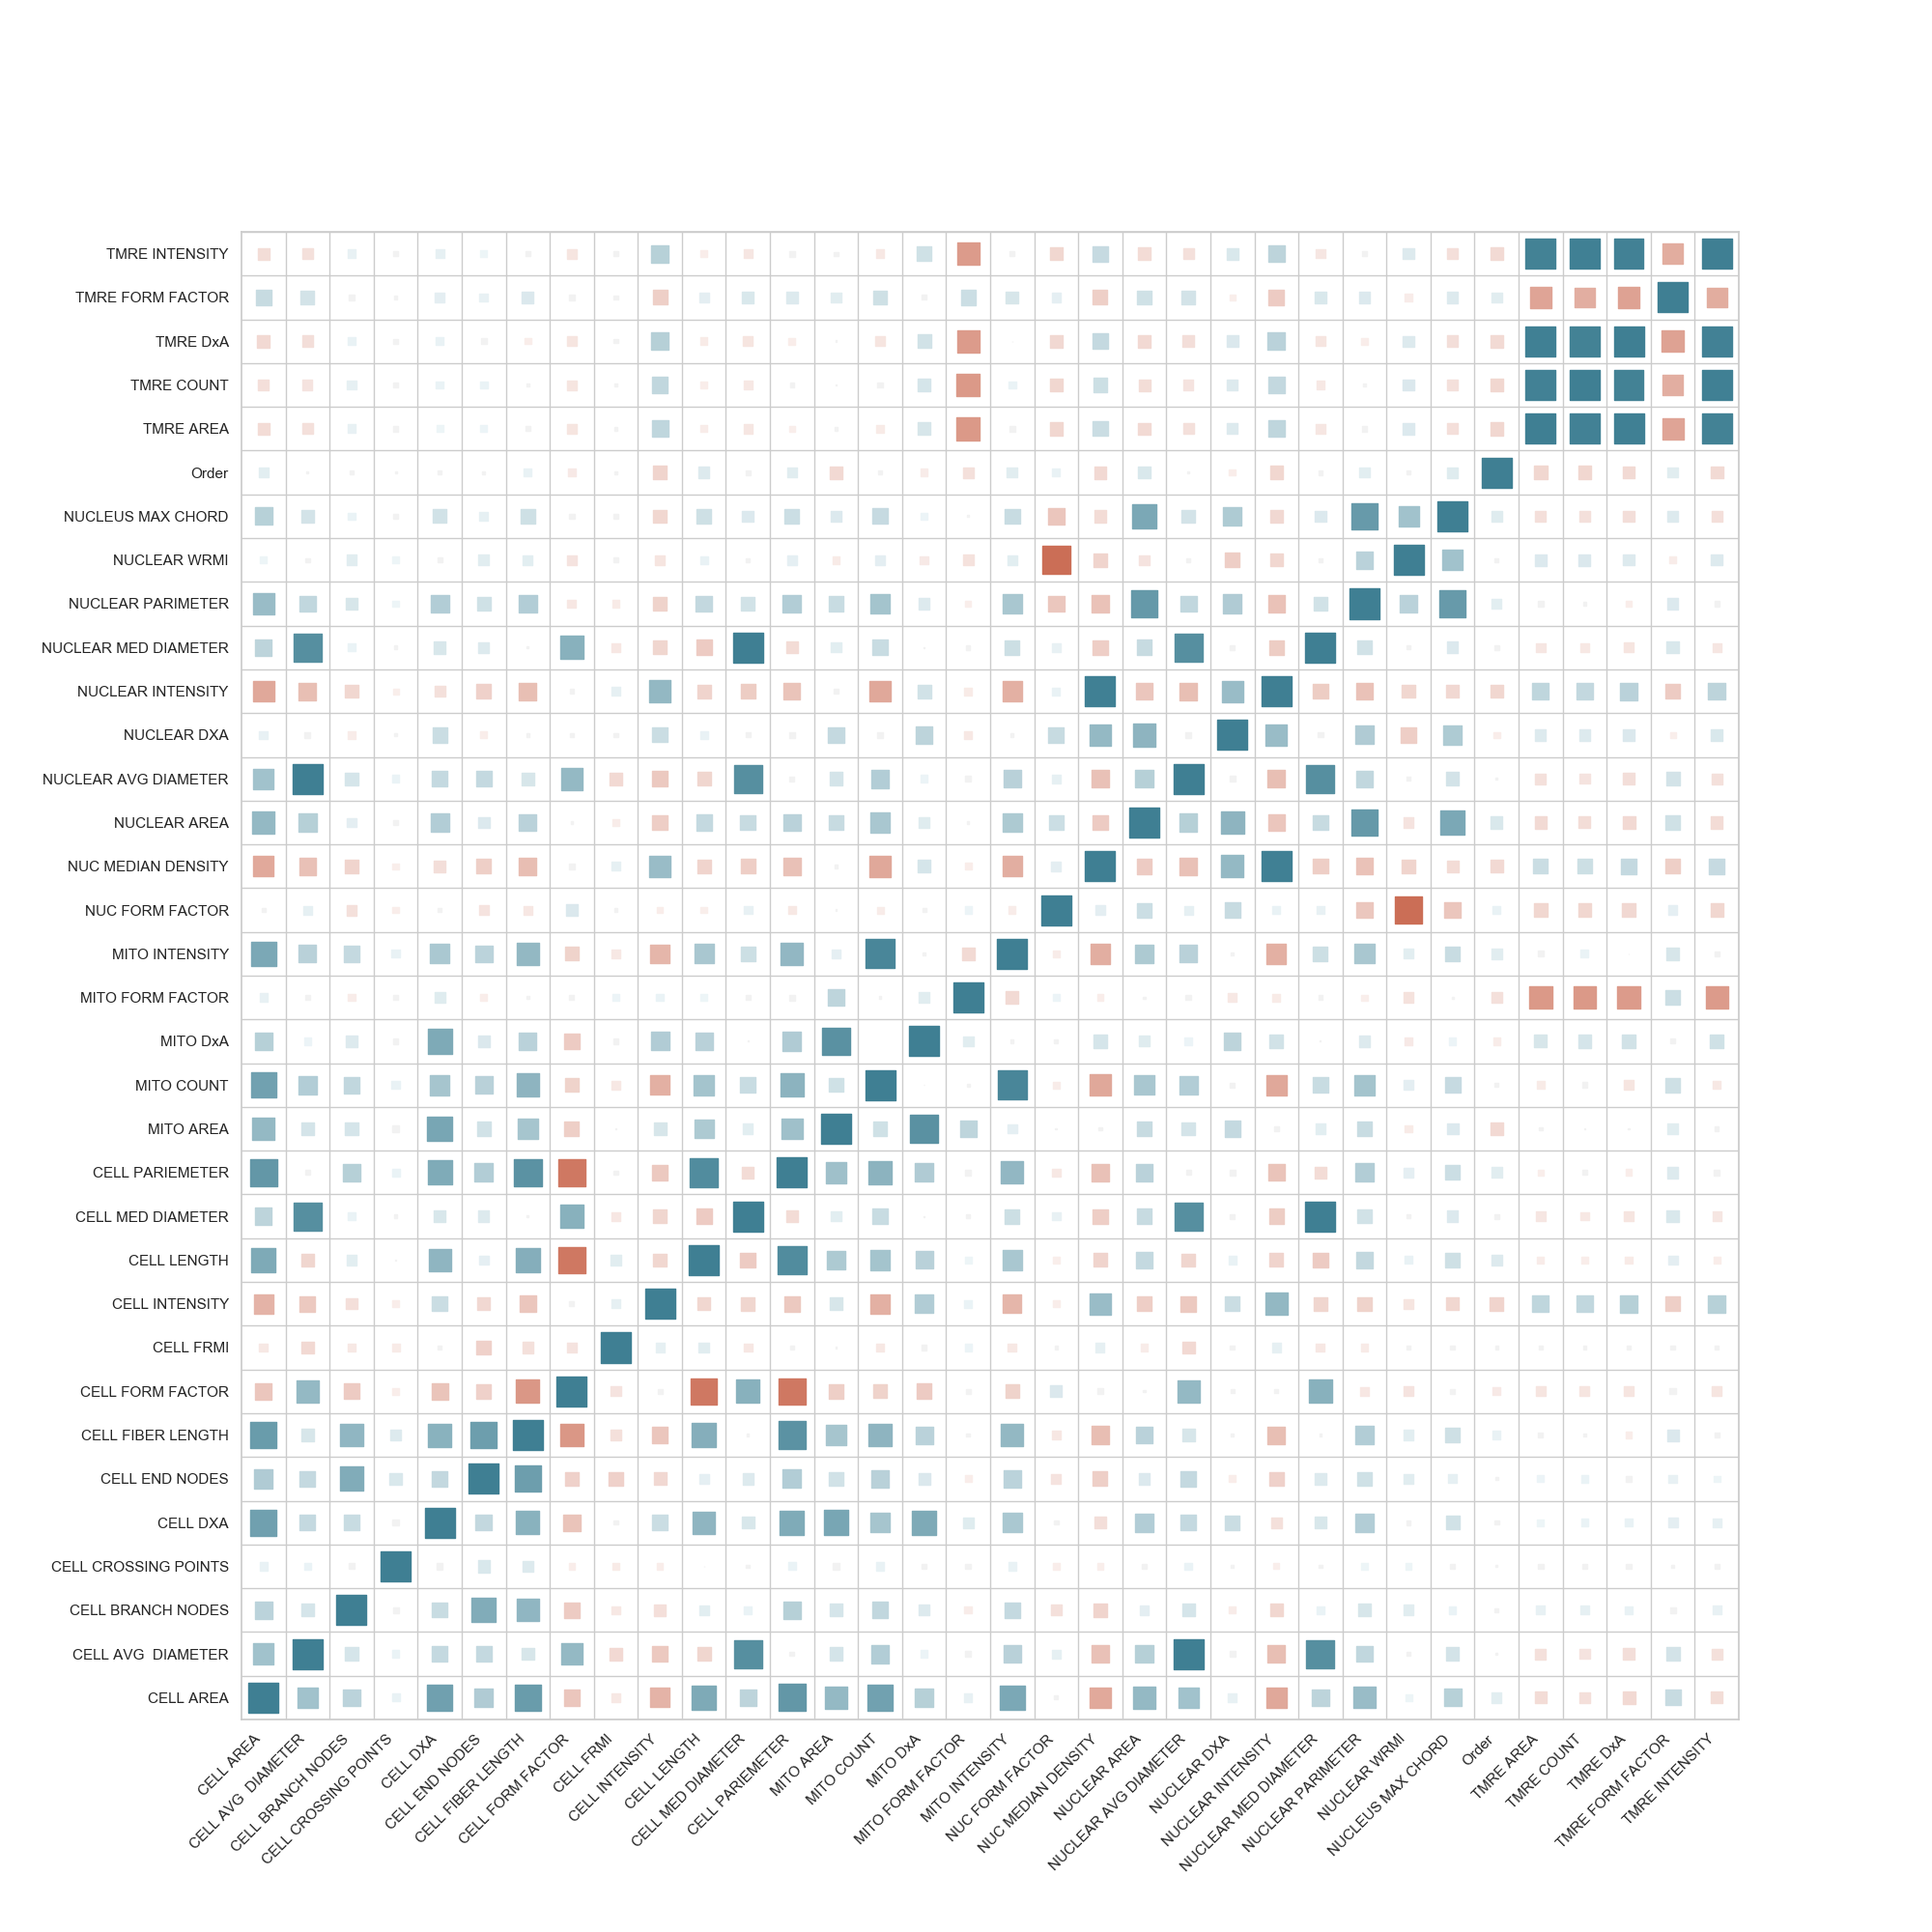 TMRE INTENSITY
TMRE FORM FACTOR
TMRE DxA
TMRE COUNT
TMRE AREA
Order
NUCLEUS MAX CHORD
NUCLEAR WRMI
NUCLEAR PARIMETER
NUCLEAR MED DIAMETER
NUCLEAR INTENSITY
NUCLEAR DXA
NUCLEAR AVG DIAMETER
NUCLEAR AREA
NUC MEDIAN DENSITY
NUC FORM FACTOR
MITO INTENSITY
MITO FORM FACTOR
MITO DxA
MITO COUNT
MITO AREA
CELL PARIEMETER
CELL MED DIAMETER
CELL LENGTH
CELL INTENSITY
CELL FRMI
CELL FORM FACTOR
CELL FIBER LENGTH
CELL END NODES
CELL DXA
CELL CROSSING POINTS
CELL BRANCH NODES
CELL AVG  DIAMETER
CELL AREA
CELL AREA
CELL AVG  DIAMETER
CELL BRANCH NODES
CELL CROSSING POINTS
CELL DXA
CELL END NODES
CELL FIBER LENGTH
CELL FORM FACTOR
CELL FRMI
CELL INTENSITY
CELL LENGTH
CELL MED DIAMETER
CELL PARIEMETER
MITO AREA
MITO COUNT
MITO DxA
MITO FORM FACTOR
MITO INTENSITY
NUC FORM FACTOR
NUC MEDIAN DENSITY
NUCLEAR AREA
NUCLEAR AVG DIAMETER
NUCLEAR DXA
NUCLEAR INTENSITY
NUCLEAR MED DIAMETER
NUCLEAR PARIMETER
NUCLEAR WRMI
NUCLEUS MAX CHORD
Order
TMRE AREA
TMRE COUNT
TMRE DxA
TMRE FORM FACTOR
TMRE INTENSITY